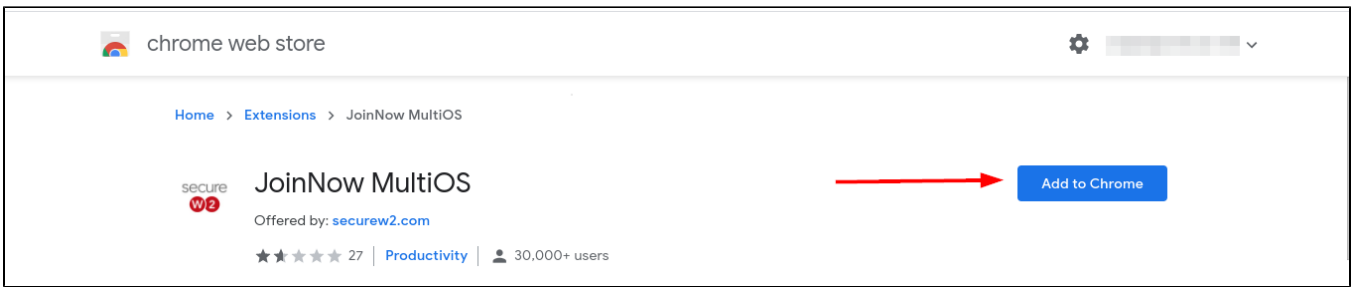 chrome web store
Home > Extensions > JoinNow MultiOS
secure
W2
JoinNow MultiOS
Add to Chrome
Offered by: securew2.com
27 | Productivity | 30,000+ users